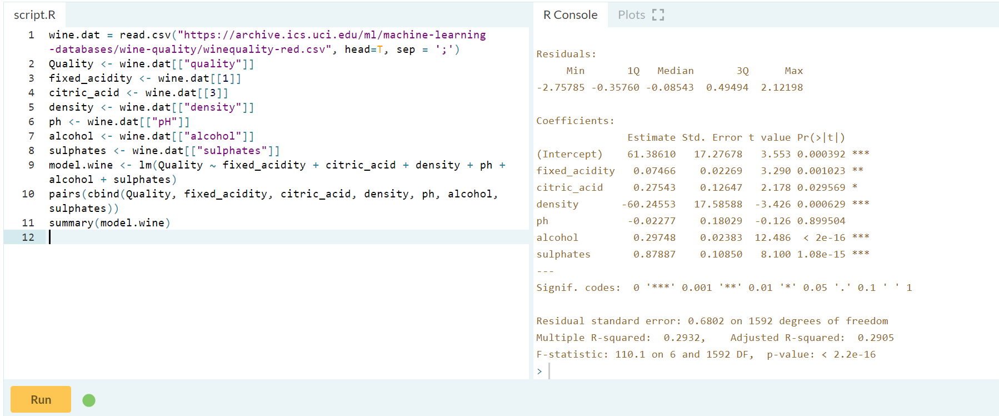 script.R
1 wine.dat = read.csv("https://archive.ics.uci.edu/ml/machine-learning
-databases/wine-quality/winequality-red.csv", head=T, sep = ';')
2 Quality <- wine.dat[["quality"]]
3 fixed_acidity <- wine.dat[[1]]
4 citric_acid <- wine.dat[[3]]
5 density <- wine.dat[["density"]]
6 ph <- wine.dat[["pH"]]
7 alcohol <- wine.dat[["alcohol"]]
8 sulphates <- wine.dat[["sulphates"]]
9 model.wine <- lm(Quality ~ fixed_acidity + citric_acid + density + ph +
alcohol + sulphates)
10 pairs(cbind(Quality, fixed_acidity, citric_acid, density, ph, alcohol,
sulphates))
11 summary(model.wine)
12
Run
R Console Plots
Residuals:
Min 1Q Median 3Q Max
-2.75785 -0.35760 -0.08543 0.49494 2.12198
Coefficients:
Estimate Std. Error t value Pr(>|t|)
(Intercept) 61.38610 17.27678 3.553 0.000392 ***
fixed_acidity 0.07466 0.02269 3.290 0.001023 **
citric_acid 0.27543 0.12647 2.178 0.029569 *
density -60.24553 17.58588 -3.426 0.000629 ***
ph -0.02277 0.18029 -0.126 0.899504
alcohol 0.29748 0.02383 12.486 < 2e-16 ***
sulphates 0.87887 0.10850 8.100 1.08e-15 ***
---
Signif. codes: 0 '***' 0.001 '**' 0.01 '*' 0.05 '.' 0.1 ' ' 1
Residual standard error: 0.6802 on 1592 degrees of freedom
Multiple R-squared: 0.2932, Adjusted R-squared: 0.2905
F-statistic: 110.1 on 6 and 1592 DF, p-value: < 2.2e-16
>